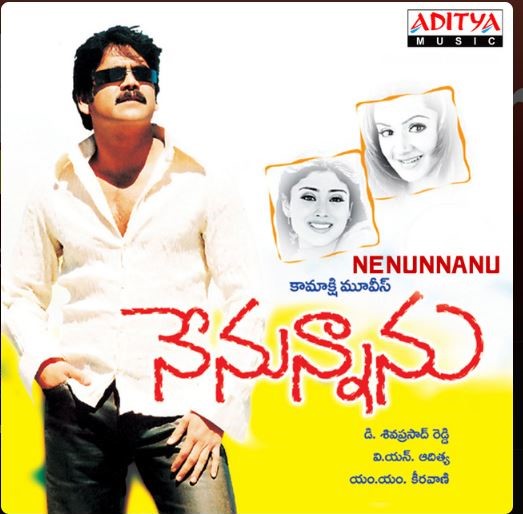 ADITYA
MUSIC
NENUNNANU
కామాక్షి మూవీస్
నేనున్నాను
డి. శివప్రసాద్ రెడ్డి
వి.యన్. ఆదిత్య
యం.యం. కీరవాణి